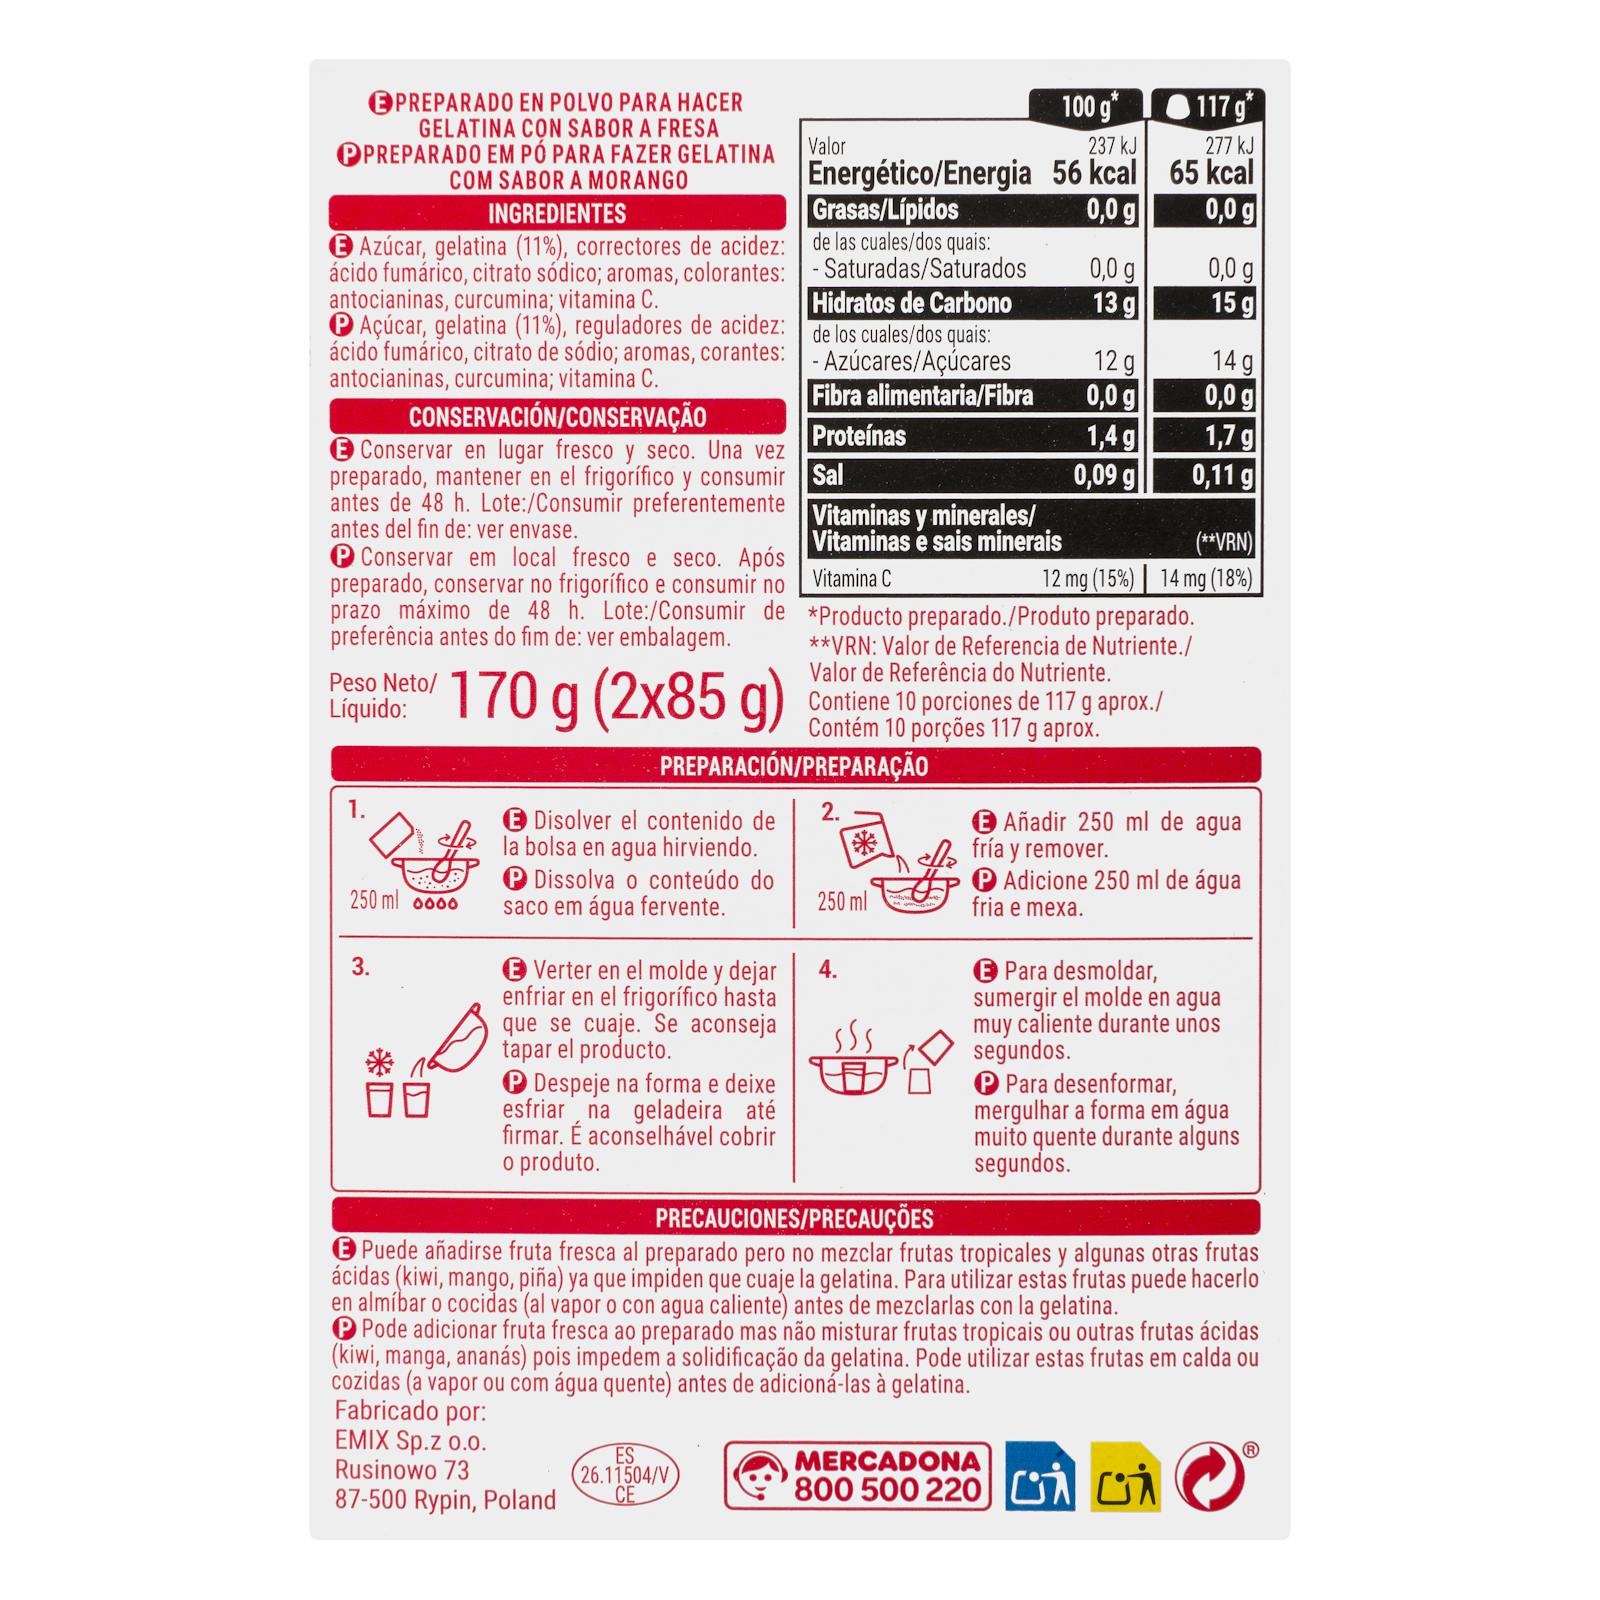 E PREPARADO EN POLVO PARA HACER
GELATINA CON SABOR A FRESA
P PREPARADO EM PÓ PARA FAZER GELATINA
COM SABOR A MORANGO
INGREDIENTES
E Azúcar, gelatina (11%), correctores de acidez:
ácido fumárico, citrato sódico; aromas, colorantes:
antocianinas, curcumina; vitamina C.
P Açúcar, gelatina (11%), reguladores de acidez:
ácido fumárico, citrato de sódio; aromas, corantes:
antocianinas, curcumina; vitamina C.
CONSERVACIÓN/CONSERVAÇÃO
E Conservar en lugar fresco y seco. Una vez
preparado, mantener en el frigorífico y consumir
antes de 48 h. Lote:/Consumir preferentemente
antes del fin de: ver envase.
P Conservar em local fresco e seco. Após
preparado, conservar no frigorífico e consumir no
prazo máximo de 48 h. Lote:/Consumir de
preferência antes do fim de: ver embalagem.
Peso Neto/
Líquido:
170 g (2x85 g)
100 g* 117 g*
Valor 237 kJ 277 kJ
Energético/Energia 56 kcal 65 kcal
Grasas/Lípidos 0,0 g 0,0 g
de las cuales/dos quais:
- Saturadas/Saturados 0,0 g 0,0 g
Hidratos de Carbono 13 g 15 g
de los cuales/dos quais:
- Azúcares/Açúcares 12 g 14 g
Fibra alimentaria/Fibra 0,0 g 0,0 g
Proteínas 1,4 g 1,7 g
Sal 0,09 g 0,11 g
Vitaminas y minerales/
Vitaminas e sais minerais (**VRN)
Vitamina C 12 mg (15%) 14 mg (18%)
*Producto preparado./Produto preparado.
**VRN: Valor de Referencia de Nutriente./
Valor de Referência do Nutriente.
Contiene 10 porciones de 117 g aprox./
Contém 10 porções 117 g aprox.
PREPARACIÓN/PREPARAÇÃO
1.
250 ml
E Disolver el contenido de
la bolsa en agua hirviendo.
P Dissolva o conteúdo do
saco em água fervente.
2.
250 ml
E Añadir 250 ml de agua
fría y remover.
P Adicione 250 ml de água
fria e mexa.
3.
E Verter en el molde y dejar
enfriar en el frigorífico hasta
que se cuaje. Se aconseja
tapar el producto.
P Despeje na forma e deixe
esfriar na geladeira até
firmar. É aconselhável cobrir
o produto.
4.
E Para desmoldar,
sumergir el molde en agua
muy caliente durante unos
segundos.
P Para desenformar,
mergulhar a forma em água
muito quente durante alguns
segundos.
PRECAUCIONES/PRECAUÇÕES
E Puede añadirse fruta fresca al preparado pero no mezclar frutas tropicales y algunas otras frutas
ácidas (kiwi, mango, piña) ya que impiden que cuaje la gelatina. Para utilizar estas frutas puede hacerlo
en almíbar o cocidas (al vapor o con agua caliente) antes de mezclarlas con la gelatina.
P Pode adicionar fruta fresca ao preparado mas não misturar frutas tropicais ou outras frutas ácidas
(kiwi, manga, ananás) pois impedem a solidificação da gelatina. Pode utilizar estas frutas em calda ou
cozidas (a vapor ou com água quente) antes de adicioná-las à gelatina.
Fabricado por:
EMIX Sp.z o.o.
Rusinowo 73
87-500 Rypin, Poland
ES
26.11504/V
CE
MERCADONA
800 500 220
®